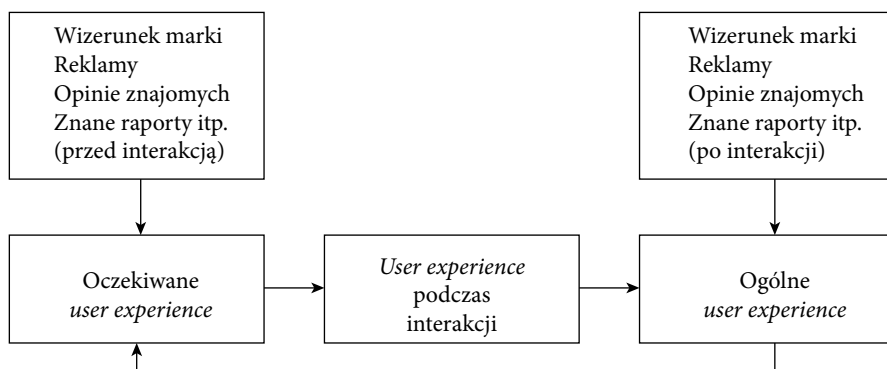 Wizerunek marki
Reklamy
Opinie znajomych
Znane raporty itp.
(przed interakcją)
Wizerunek marki
Reklamy
Opinie znajomych
Znane raporty itp.
(po interakcji)
Oczekiwane
user experience
User experience
podczas
interakcji
Ogólne
user experience